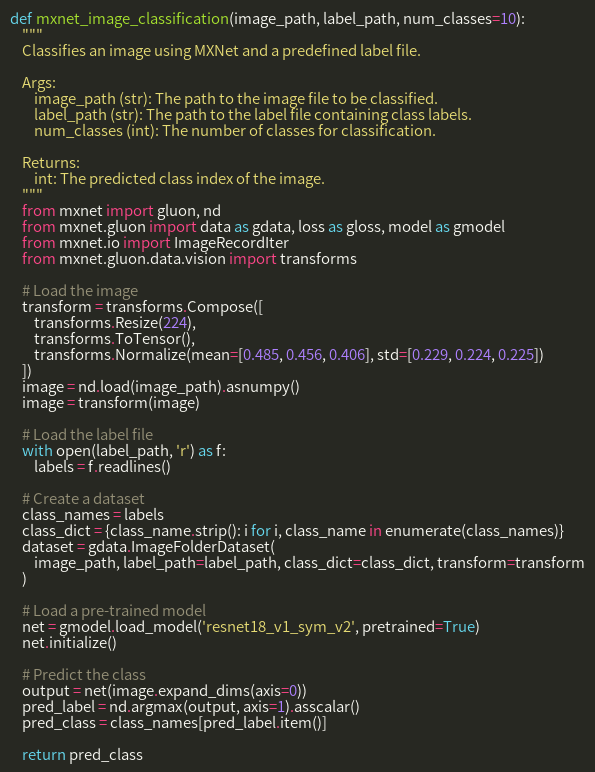 def mxnet_image_classification(image_path, label_path, num_classes=10):
    """
    Classifies an image using MXNet and a predefined label file.

    Args:
        image_path (str): The path to the image file to be classified.
        label_path (str): The path to the label file containing class labels.
        num_classes (int): The number of classes for classification.

    Returns:
        int: The predicted class index of the image.
    """
    from mxnet import gluon, nd
    from mxnet.gluon import data as gdata, loss as gloss, model as gmodel
    from mxnet.io import ImageRecordIter
    from mxnet.gluon.data.vision import transforms

    # Load the image
    transform = transforms.Compose([
        transforms.Resize(224),
        transforms.ToTensor(),
        transforms.Normalize(mean=[0.485, 0.456, 0.406], std=[0.229, 0.224, 0.225])
    ])
    image = nd.load(image_path).asnumpy()
    image = transform(image)

    # Load the label file
    with open(label_path, 'r') as f:
        labels = f.readlines()

    # Create a dataset
    class_names = labels
    class_dict = {class_name.strip(): i for i, class_name in enumerate(class_names)}
    dataset = gdata.ImageFolderDataset(
        image_path, label_path=label_path, class_dict=class_dict, transform=transform
    )

    # Load a pre-trained model
    net = gmodel.load_model('resnet18_v1_sym_v2', pretrained=True)
    net.initialize()

    # Predict the class
    output = net(image.expand_dims(axis=0))
    pred_label = nd.argmax(output, axis=1).asscalar()
    pred_class = class_names[pred_label.item()]

    return pred_class